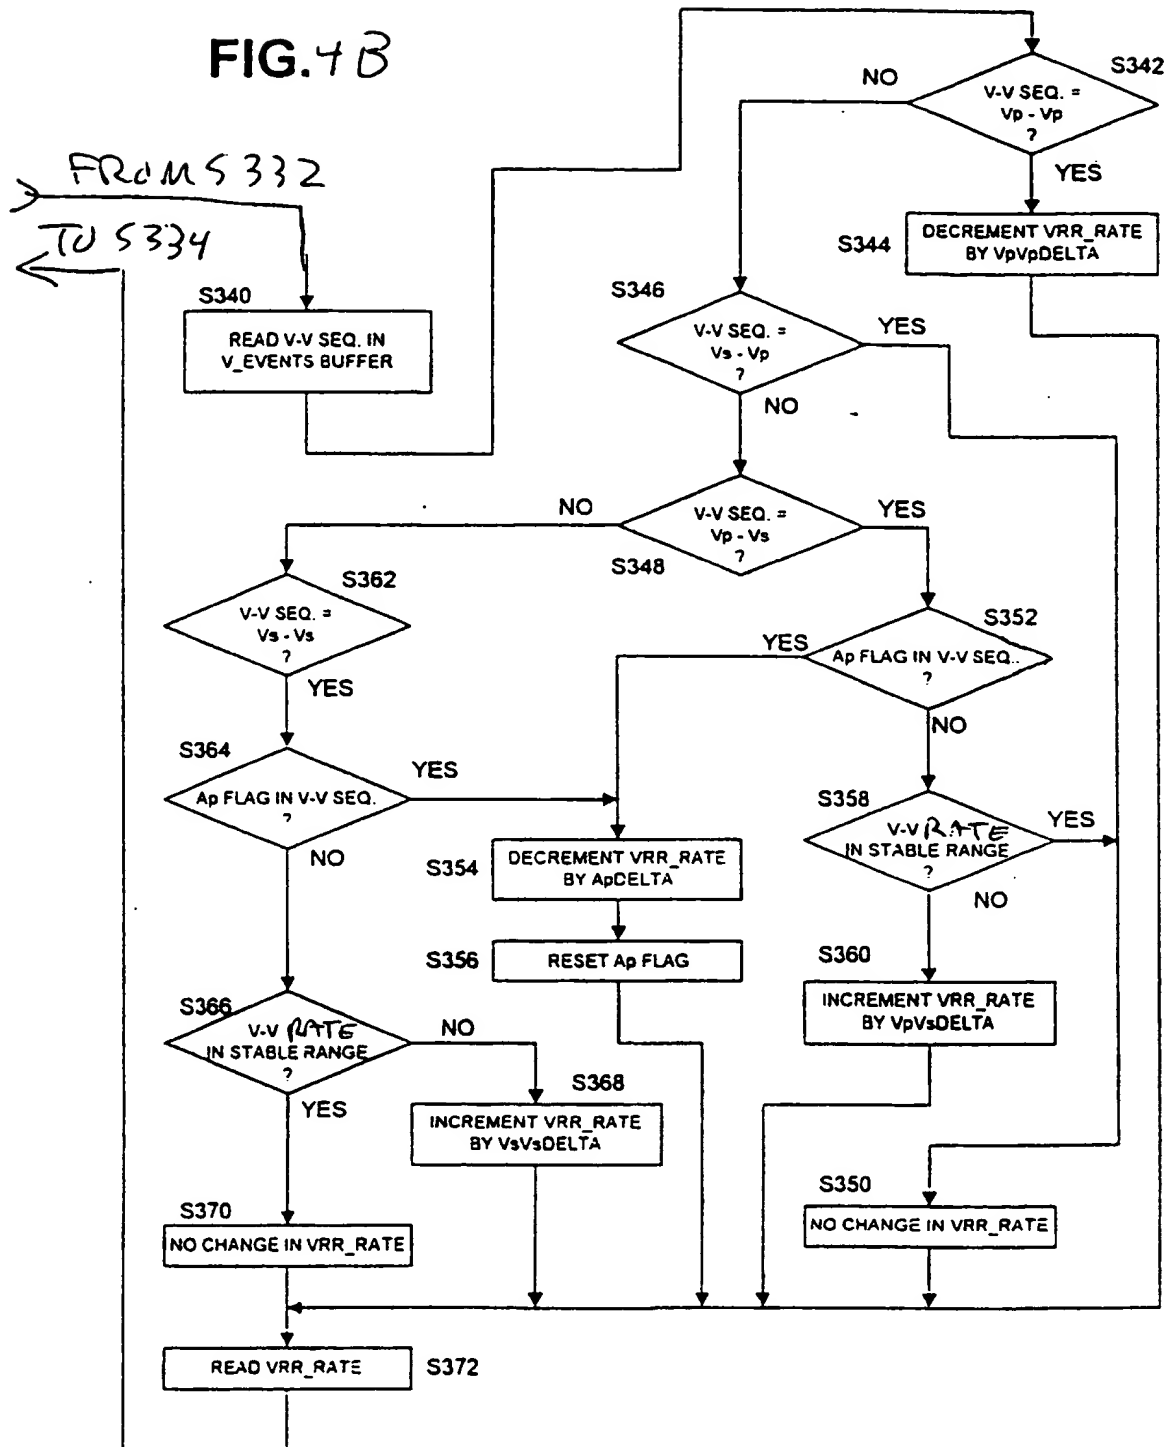 FIG. 4B
S342
NO
V-V SEQ. =
Vp - Vp
?
YES
FROM S332
TO S334
S344
DECREMENT VRR_RATE
BY VpVpDELTA
S340
READ V-V SEQ. IN
V_EVENTS BUFFER
S346
V-V SEQ. =
Vs - Vp
?
YES
NO
NO
V-V SEQ. =
Vp - Vs
?
YES
S348
S362
V-V SEQ. =
Vs - Vs
?
YES
S352
YES
Ap FLAG IN V-V SEQ..
?
NO
S364
Ap FLAG IN V-V SEQ.
?
YES
NO
S358
V-V RATE
IN STABLE RANGE
?
YES
NO
S354
DECREMENT VRR_RATE
BY ApDELTA
S356
RESET Ap FLAG
S360
INCREMENT VRR_RATE
BY VpVsDELTA
S366
V-V RATE
IN STABLE RANGE
?
NO
YES
S368
INCREMENT VRR_RATE
BY VsVsDELTA
S350
NO CHANGE IN VRR_RATE
S370
NO CHANGE IN VRR_RATE
READ VRR_RATE
S372